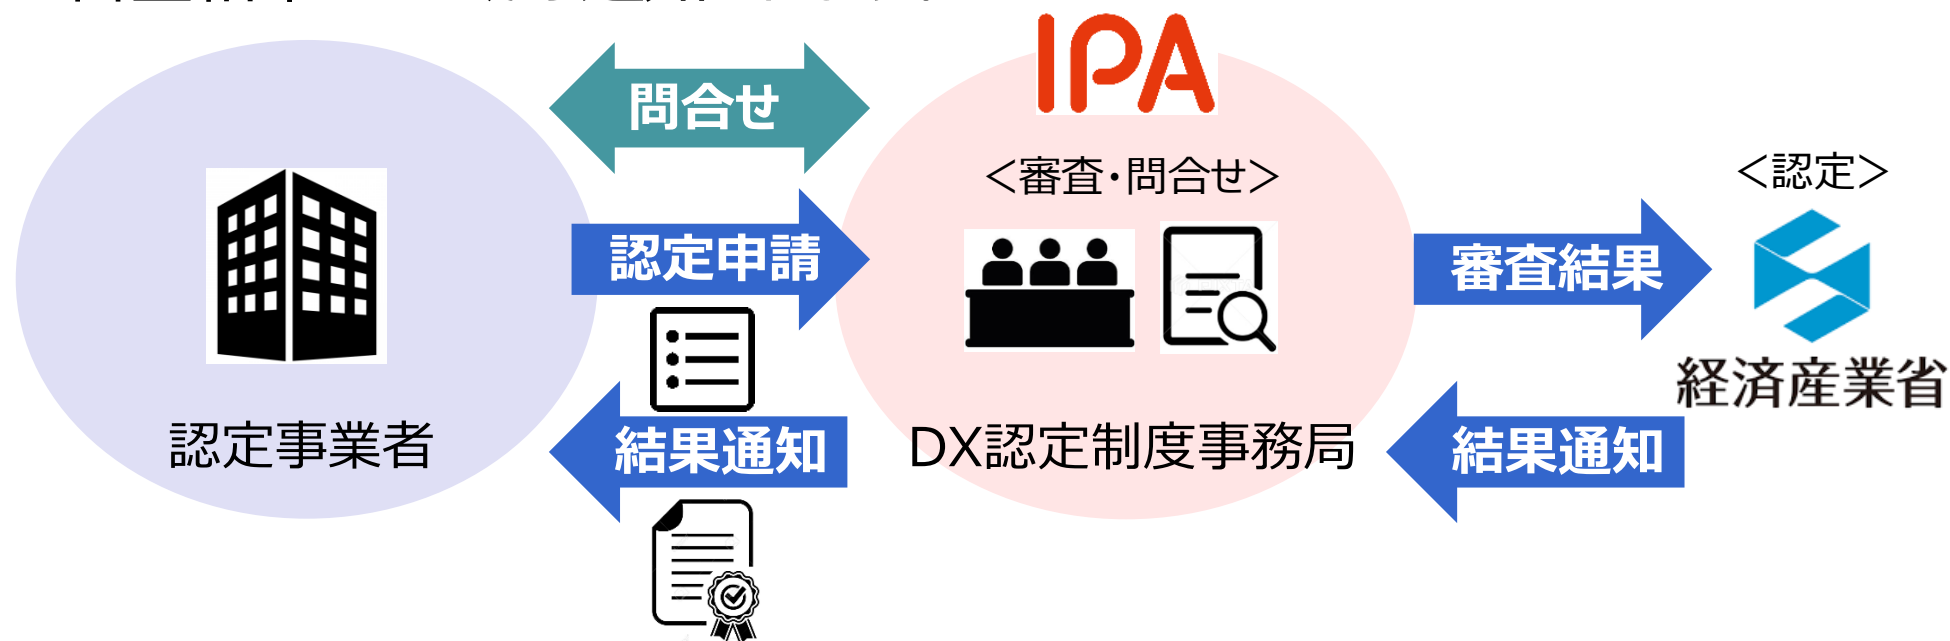 IPA
問合せ
<審査・問合せ>
<認定>
認定申請
審査結果
経済産業省
認定事業者
結果通知
DX認定制度事務局
結果通知